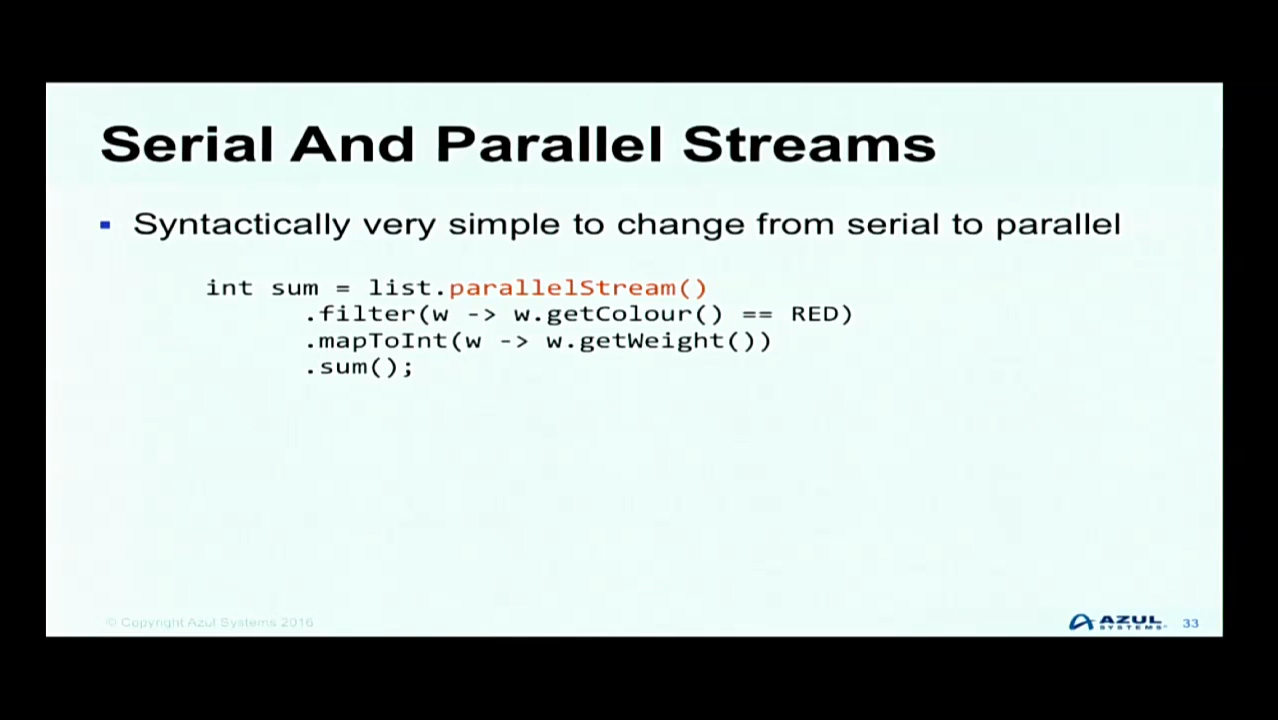 Serial And Parallel Streams
▪ Syntactically very simple to change from serial to parallel
int sum = list.parallelStream()
.filter(w -> w.getColour() == RED)
.mapToInt(w -> w.getWeight())
.sum();
© Copyright Azul Systems 2016
AZUL
SYSTEMS
33